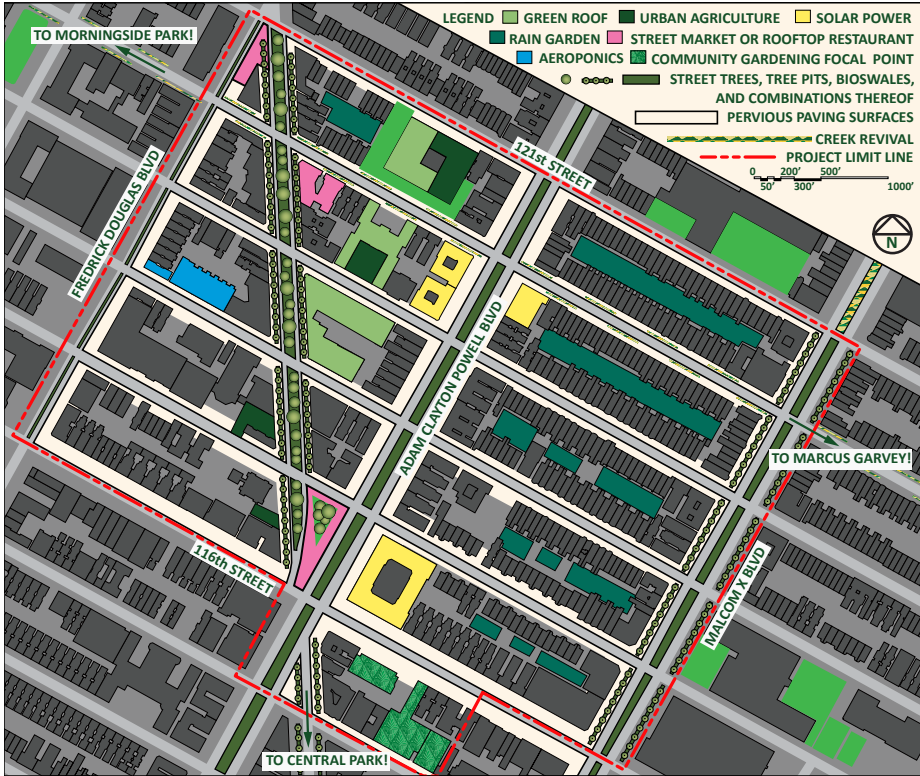 LEGEND GREEN ROOF URBAN AGRICULTURE SOLAR POWER
RAIN GARDEN STREET MARKET OR ROOFTOP RESTAURANT
AEROPONICS COMMUNITY GARDENING FOCAL POINT
STREET TREES, TREE PITS, BIOSWALES,
AND COMBINATIONS THEREOF
PERVIOUS PAVING SURFACES
CREEK REVIVAL
PROJECT LIMIT LINE
0 200' 500'
50' 300' 1000'
N
TO MORNINGSIDE PARK!
121st STREET
FREDRICK DOUGLAS BLVD
ADAM CLAYTON POWELL BLVD
TO MARCUS GARVEY!
116th STREET
MALCOM X BLVD
TO CENTRAL PARK!